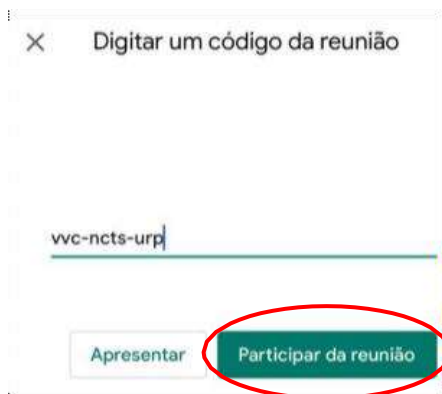 Digitar um código da reunião
vvc-ncts-urp
Apresentar
Participar da reunião